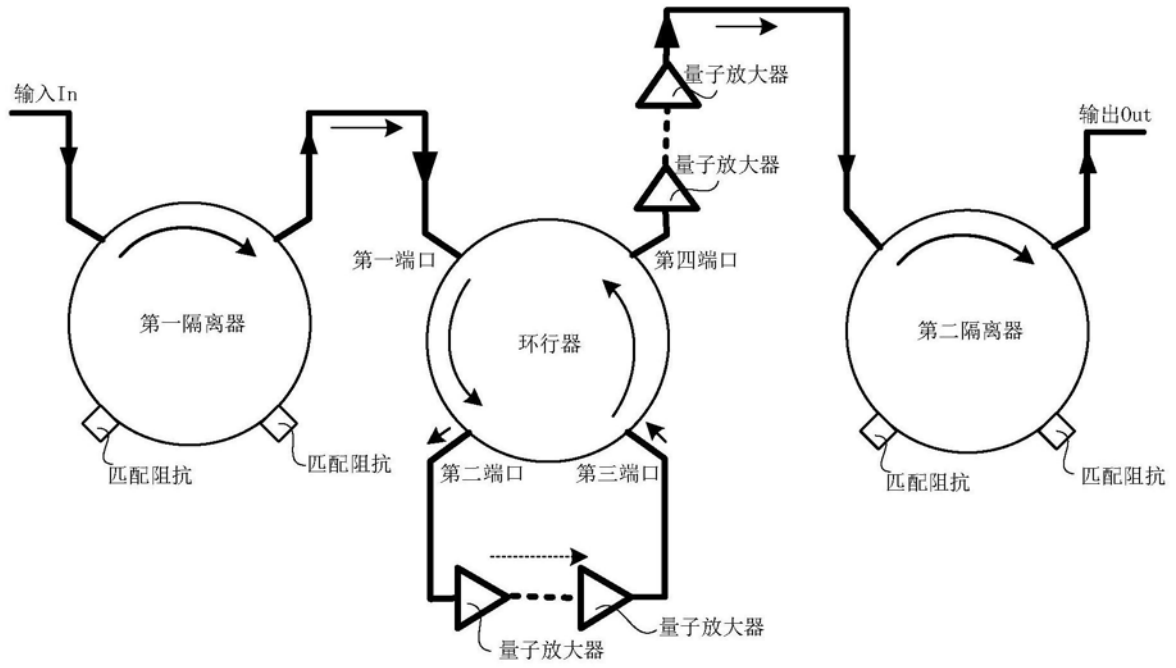 量子放大器
输入In
输出Out
量子放大器
第一端口
第四端口
第一隔离器
环行器
第二隔离器
匹配阻抗
匹配阻抗
第二端口
第三端口
匹配阻抗
匹配阻抗
量子放大器
量子放大器